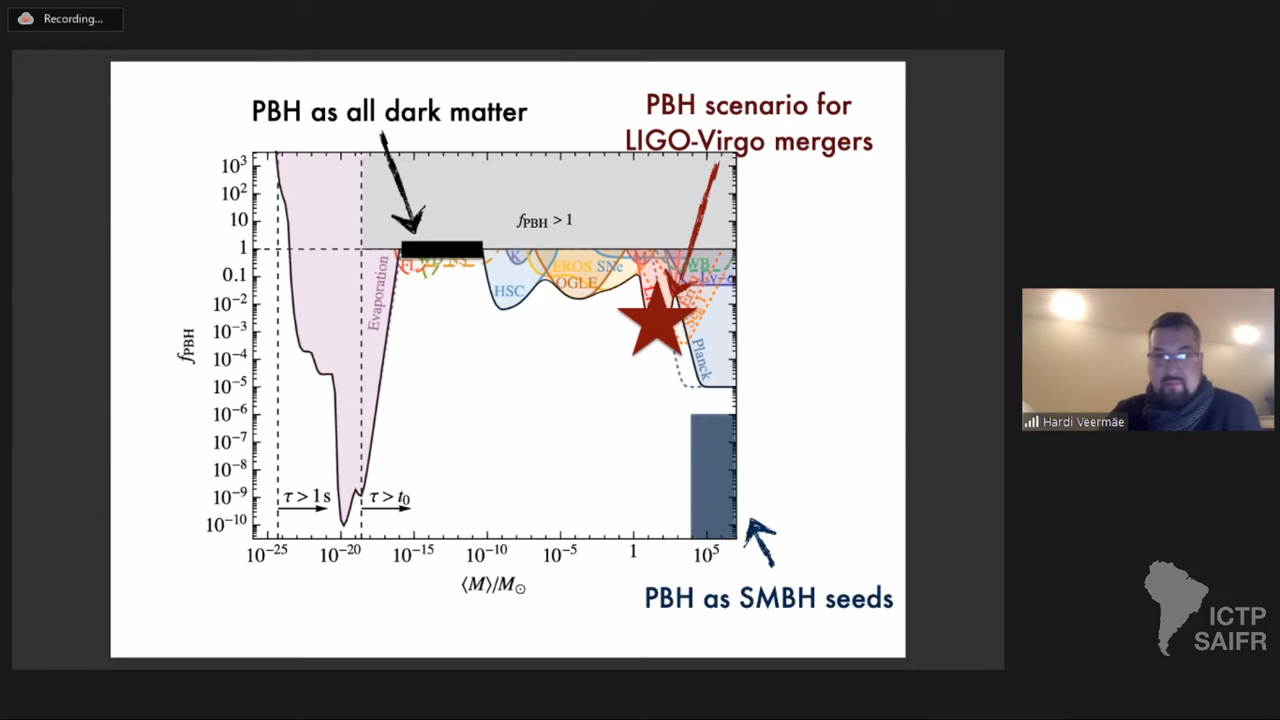 Recording...
PBH as all dark matter
PBH scenario for
LIGO-Virgo mergers
10³
10²
10
1
0.1
10⁻²
10⁻³
10⁻⁴
10⁻⁵
10⁻⁶
10⁻⁷
10⁻⁸
10⁻⁹
10⁻¹⁰
f_PBH
f_PBH > 1
Evaporation
HSC
K
EROS
OGLE
SNe
WB
Planck
τ > 1 s
τ > t₀
10⁻²⁵
10⁻²⁰
10⁻¹⁵
10⁻¹⁰
10⁻⁵
1
10⁵
⟨M⟩/M☉
PBH as SMBH seeds
Hardi Veermäe
ICTP
SAIFR